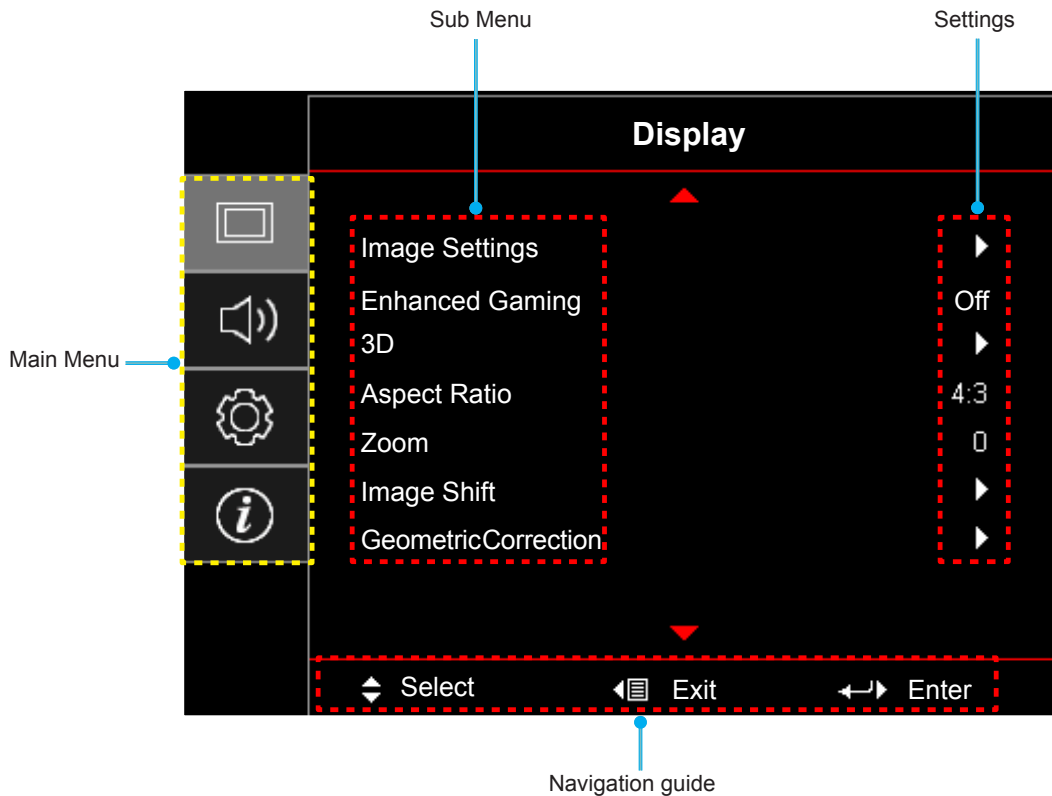 Sub Menu Settings
Display
Image Settings
Enhanced Gaming Off
3D
Main Menu
Aspect Ratio 4:3
Zoom 0
Image Shift
GeometricCorrection
Select Exit Enter
Navigation guide